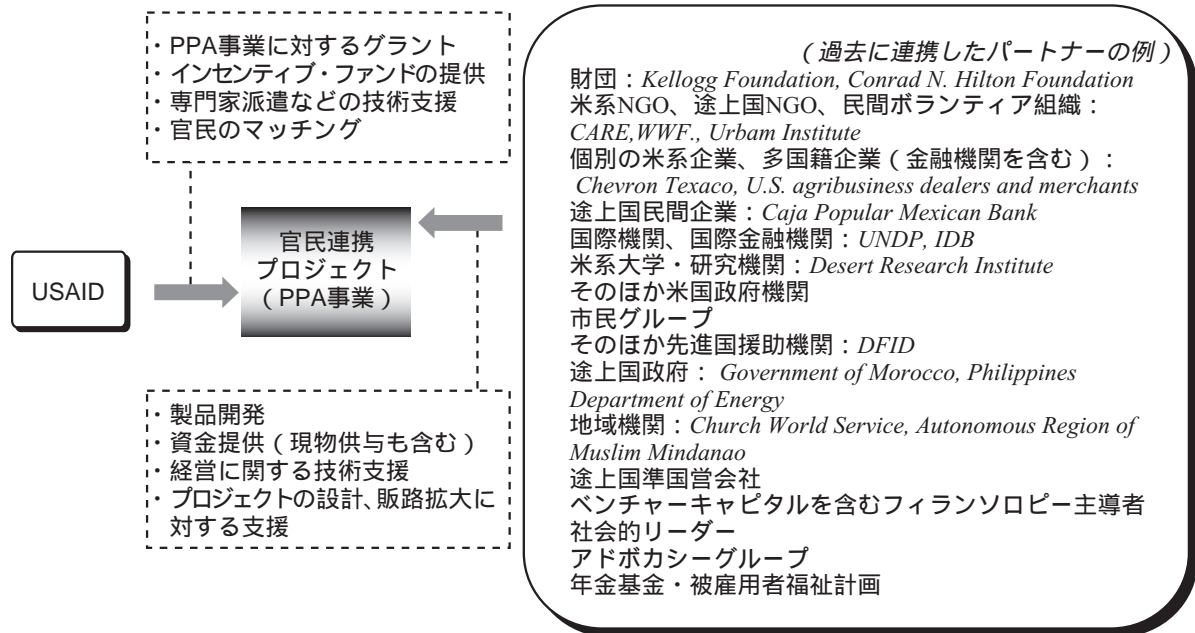 ・PPA事業に対するグラント
・インセンティブ・ファンドの提供
・専門家派遣などの技術支援
・官民のマッチング
USAID
官民連携
プロジェクト
（PPA事業）
・製品開発
・資金提供（現物供与も含む）
・経営に関する技術支援
・プロジェクトの設計、販路拡大に
対する支援
（過去に連携したパートナーの例）
財団：Kellogg Foundation, Conrad N. Hilton Foundation
米系NGO、途上国NGO、民間ボランティア組織：
CARE,WWF., Urbam Institute
個別の米系企業、多国籍企業（金融機関を含む）：
Chevron Texaco, U.S. agribusiness dealers and merchants
途上国民間企業：Caja Popular Mexican Bank
国際機関、国際金融機関：UNDP, IDB
米系大学・研究機関：Desert Research Institute
そのほか米国政府機関
市民グループ
そのほか先進国援助機関：DFID
途上国政府： Government of Morocco, Philippines
Department of Energy
地域機関：Church World Service, Autonomous Region of
Muslim Mindanao
途上国準国営会社
ベンチャーキャピタルを含むフィランソロピー主導者
社会的リーダー
アドボカシーグループ
年金基金・被雇用者福祉計画